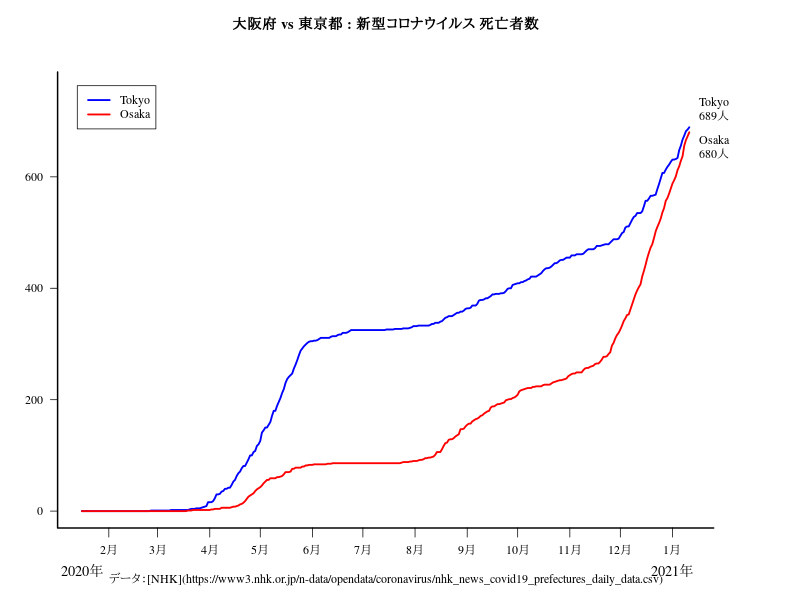 大阪府 vs 東京都 : 新型コロナウイルス 死亡者数
Tokyo
Osaka
Tokyo
689人
Osaka
680人
600
400
200
0
2月 3月 4月 5月 6月 7月 8月 9月 10月 11月 12月 1月
2020年 2021年
データ：[NHK](https://www3.nhk.or.jp/n-data/opendata/coronavirus/nhk_news_covid19_prefectures_daily_data.csv)